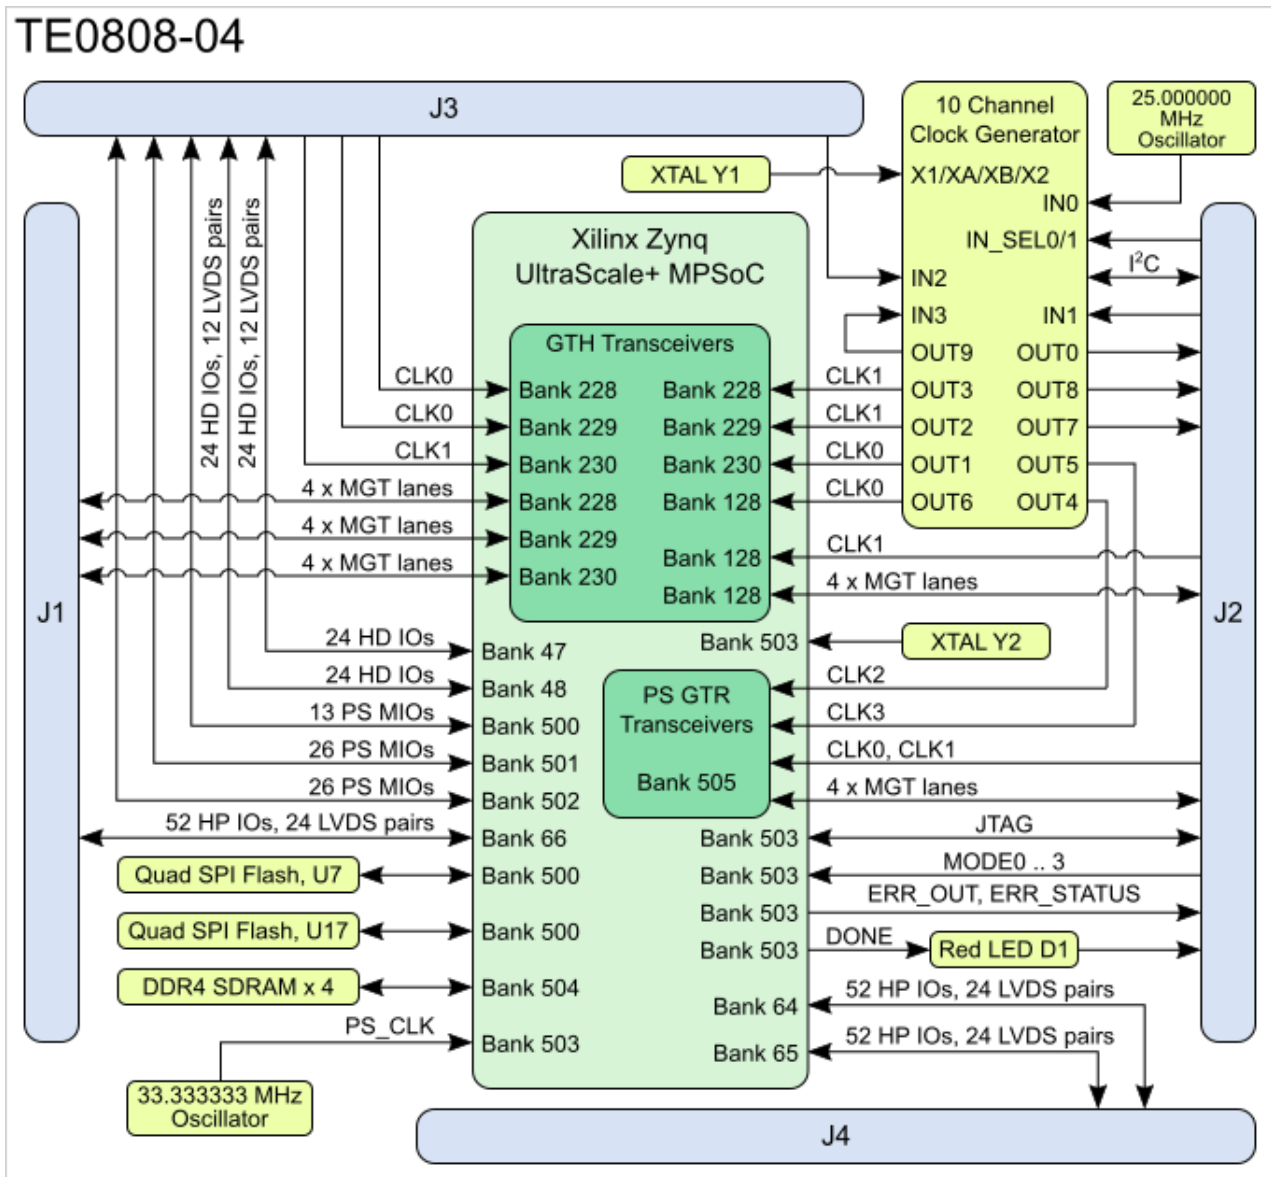 TE0808-04
J3
10 Channel
Clock Generator
25.000000
MHz
Oscillator
XTAL Y1
X1/XA/XB/X2
IN0
IN_SEL0/1
I²C
IN2
IN3
IN1
OUT9
OUT0
OUT3
OUT8
OUT2
OUT7
OUT1
OUT5
OUT6
OUT4
24 HD IOs, 12 LVDS pairs
24 HD IOs, 12 LVDS pairs
Xilinx Zynq
UltraScale+ MPSoC
GTH Transceivers
CLK0
Bank 228
Bank 228
CLK1
CLK0
Bank 229
Bank 229
CLK1
CLK1
Bank 230
Bank 230
CLK0
4 x MGT lanes
Bank 228
Bank 128
CLK0
4 x MGT lanes
Bank 229
Bank 128
CLK1
4 x MGT lanes
Bank 230
Bank 128
4 x MGT lanes
J1
J2
24 HD IOs
Bank 47
Bank 503
XTAL Y2
24 HD IOs
Bank 48
PS GTR
Transceivers
Bank 505
CLK2
13 PS MIOs
Bank 500
CLK3
26 PS MIOs
Bank 501
CLK0, CLK1
26 PS MIOs
Bank 502
4 x MGT lanes
52 HP IOs, 24 LVDS pairs
Bank 66
Bank 503
JTAG
Quad SPI Flash, U7
Bank 500
Bank 503
MODE0 .. 3
Bank 503
ERR_OUT, ERR_STATUS
Quad SPI Flash, U17
Bank 500
Bank 503
DONE
Red LED D1
DDR4 SDRAM x 4
Bank 504
Bank 64
52 HP IOs, 24 LVDS pairs
PS_CLK
Bank 503
Bank 65
52 HP IOs, 24 LVDS pairs
33.333333 MHz
Oscillator
J4